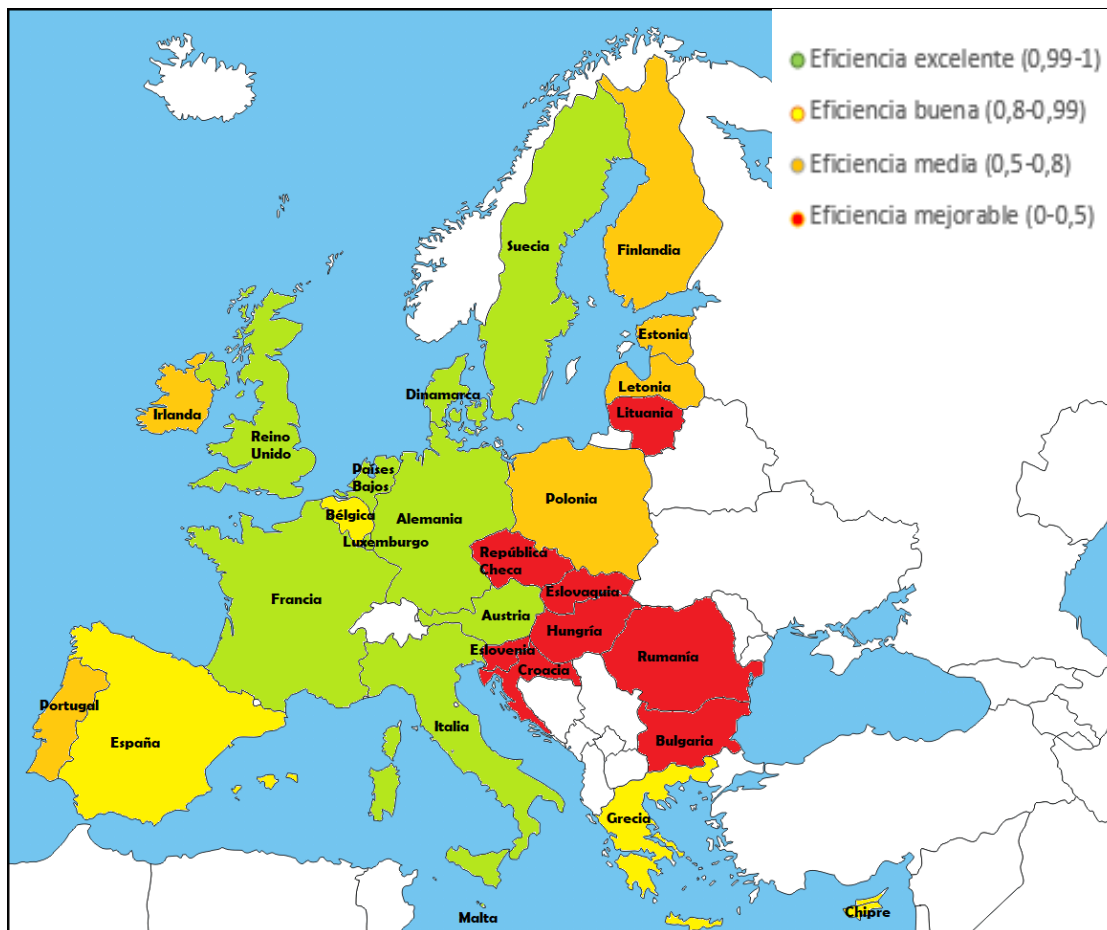 Eficiencia excelente (0,99-1)
Eficiencia buena (0,8-0,99)
Eficiencia media (0,5-0,8)
Eficiencia mejorable (0-0,5)
Suecia
Finlandia
Estonia
Letonia
Lituania
Dinamarca
Irlanda
Reino
Unido
Países
Bajos
Bélgica
Alemania
Luxemburgo
Polonia
República
Checa
Eslovaquia
Francia
Austria
Hungría
Eslovenia
Croacia
Rumanía
Portugal
España
Italia
Bulgaria
Grecia
Malta
Chipre